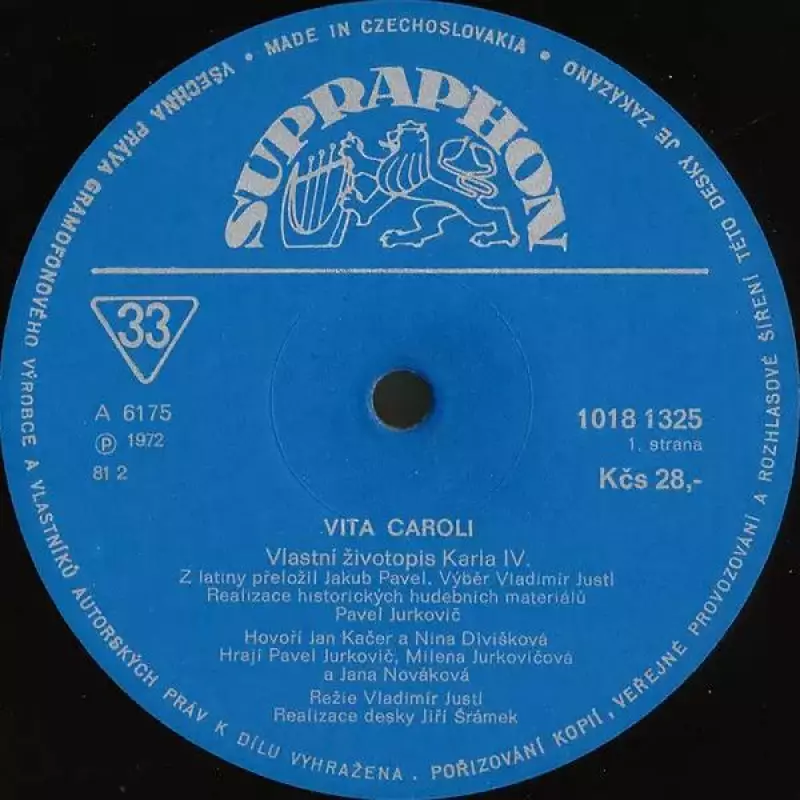 MADE IN CZECHOSLOVAKIA •
VŠECHNA PRÁVA GRAMOFONOVÉHO VÝROBCE A VLASTNÍKŮ AUTORSKÝCH PRÁV K DÍLU VYHRAŽENA. POŘIZOVÁNÍ KOPIÍ, VEŘEJNÉ PROVOZOVÁNÍ A ROZHLASOVÉ ŠÍŘENÍ TÉTO DESKY JE ZAKÁZÁNO •
SUPRAPHON
33
A 6175
Ⓟ 1972
81 2
1018 1325
1. strana
Kčs 28,-
VITA CAROLI
Vlastní životopis Karla IV.
Z latiny přeložil Jakub Pavel. Výběr Vladimír Justl
Realizace historických hudebních materiálů
Pavel Jurkovič
Hovoří Jan Kačer a Nina Divíšková
Hrají Pavel Jurkovič, Milena Jurkovičová
a Jana Nováková
Režie Vladimír Justl
Realizace desky Jiří Šrámek